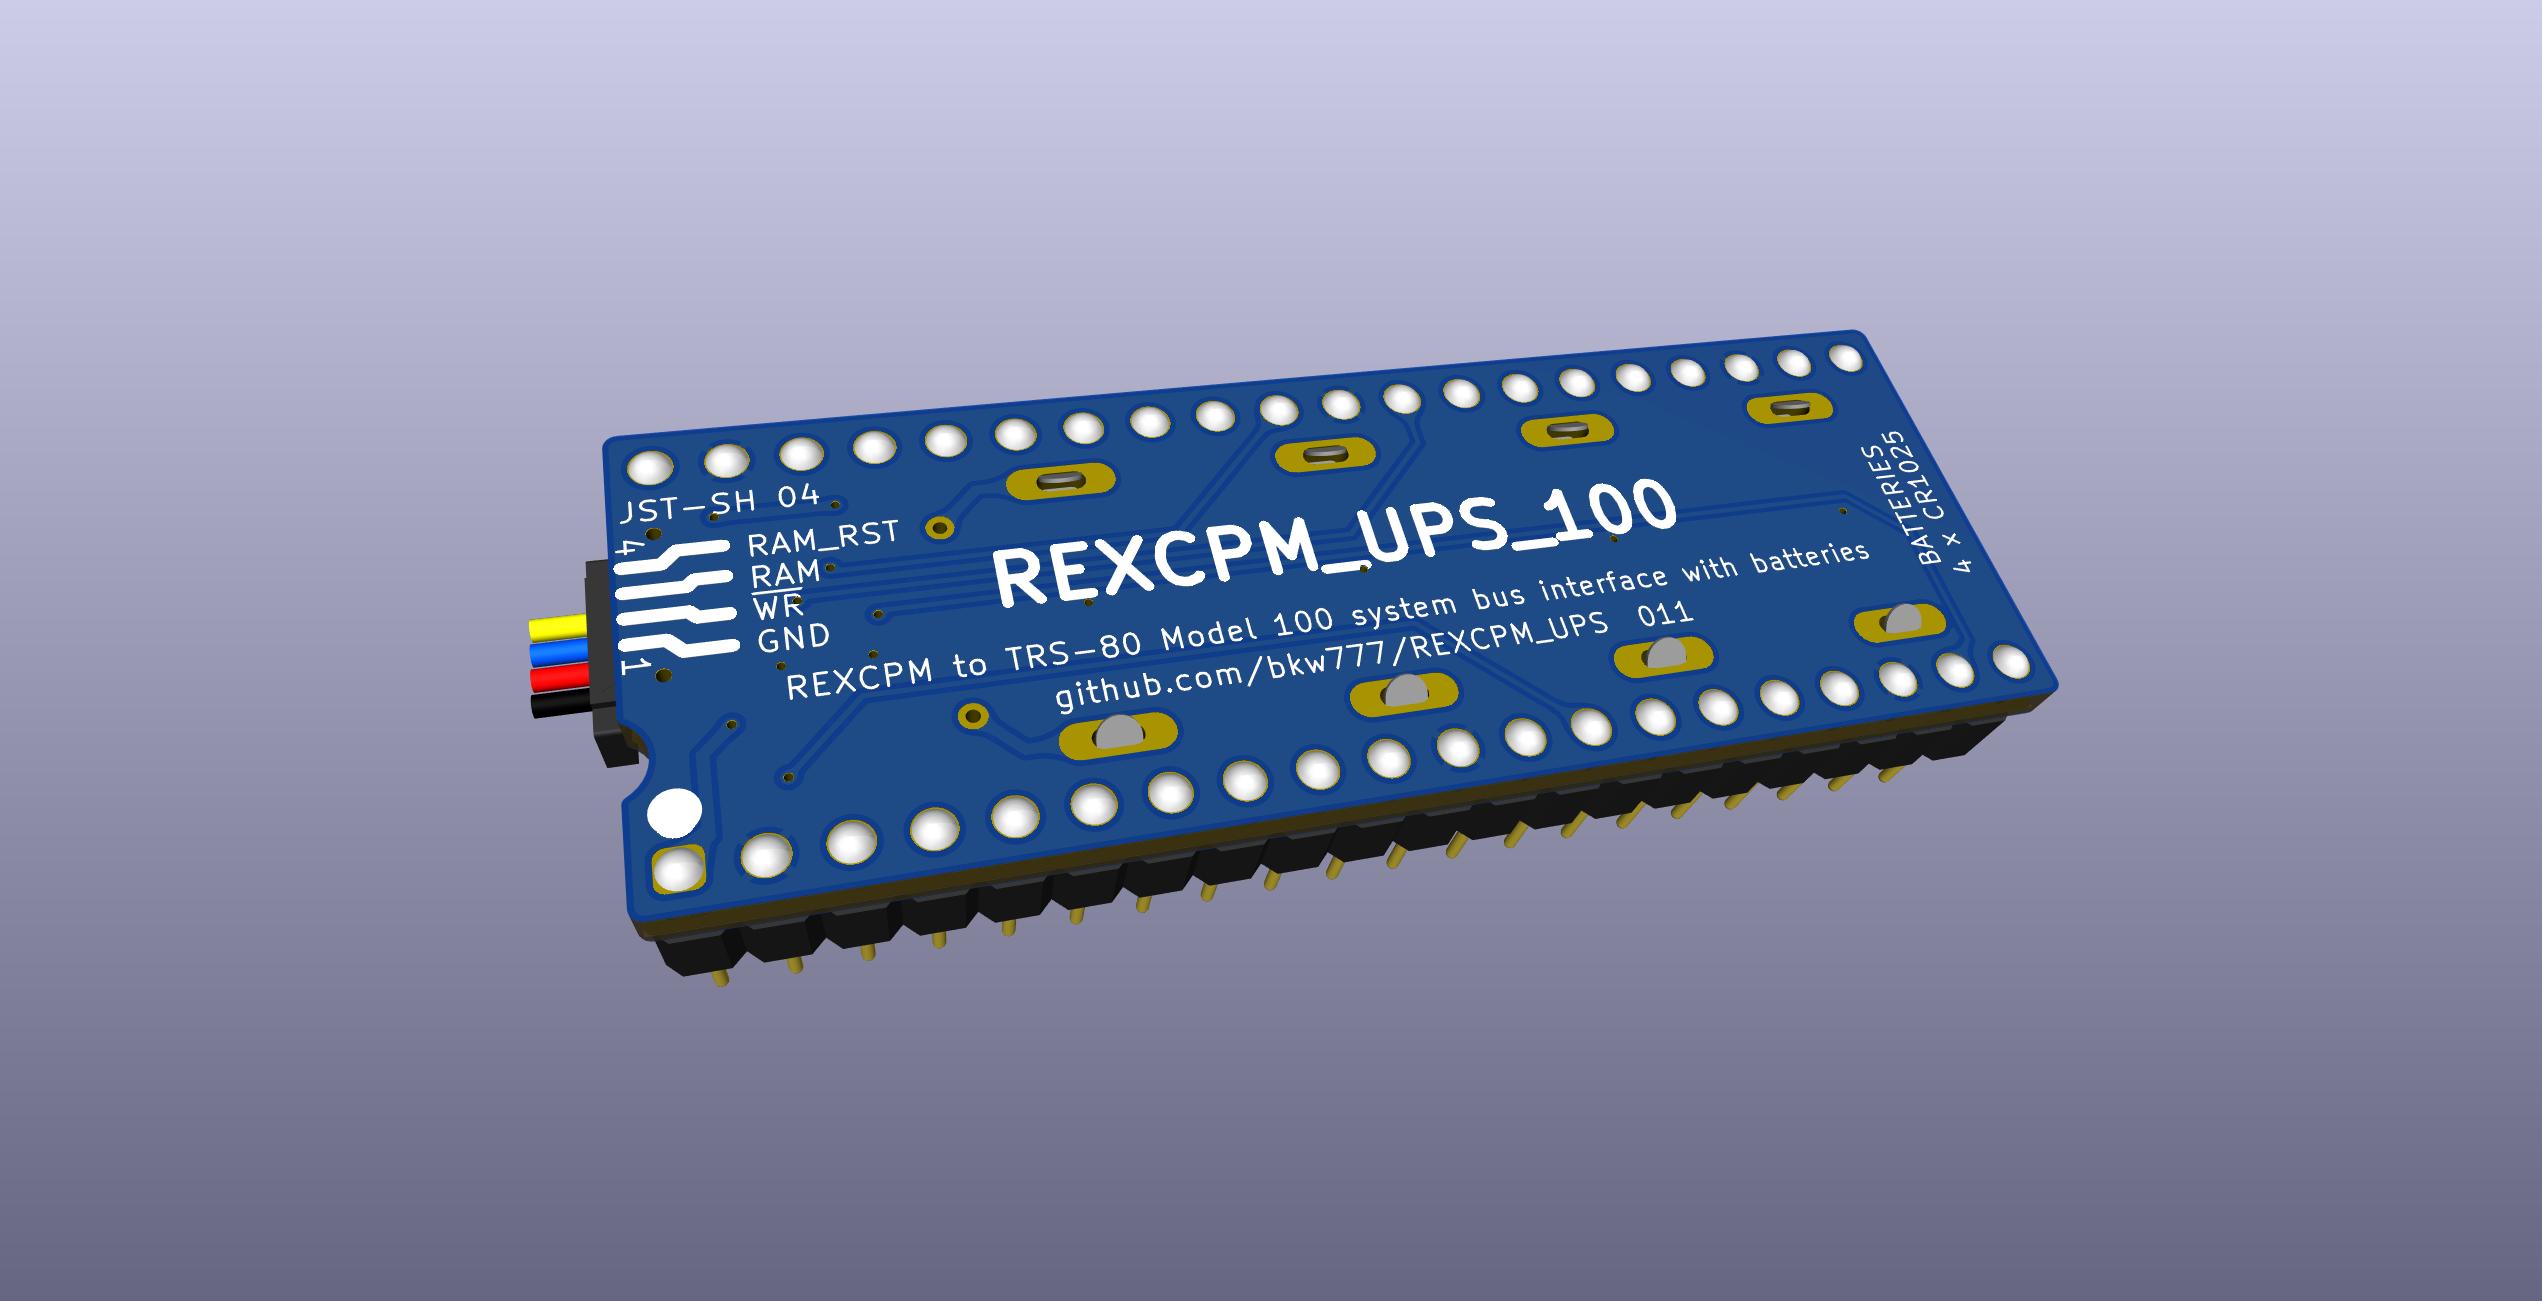 JST-SH 04
4
RAM_RST
RAM
W̅R̅
GND
1
REXCPM_UPS_100
REXCPM to TRS-80 Model 100 system bus interface with batteries
github.com/bkw777/REXCPM_UPS 011
BATTERIES
4 x CR1025